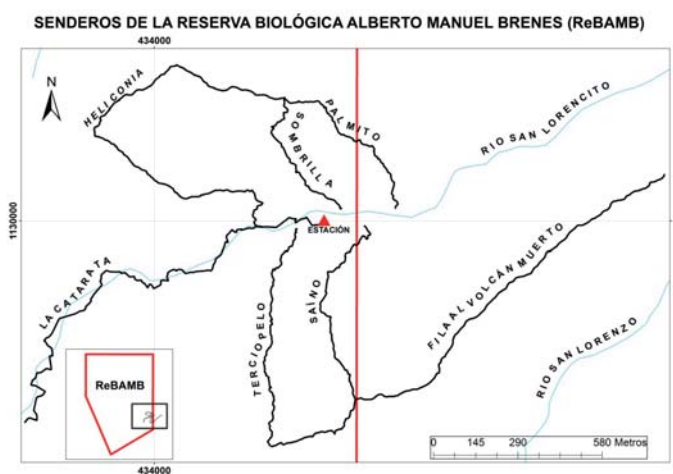 SENDEROS DE LA RESERVA BIOLÓGICA ALBERTO MANUEL BRENES (ReBAMB)
434000
N
HELICONIA
PALMITO
SOMBRILLA
RIO SAN LORENCITO
1130000
ESTACIÓN
LA CATARATA
TERCIOPELO
SAÍNO
FILA AL VOLCÁN MUERTO
RIO SAN LORENZO
ReBAMB
0 145 290 580 Metros
434000